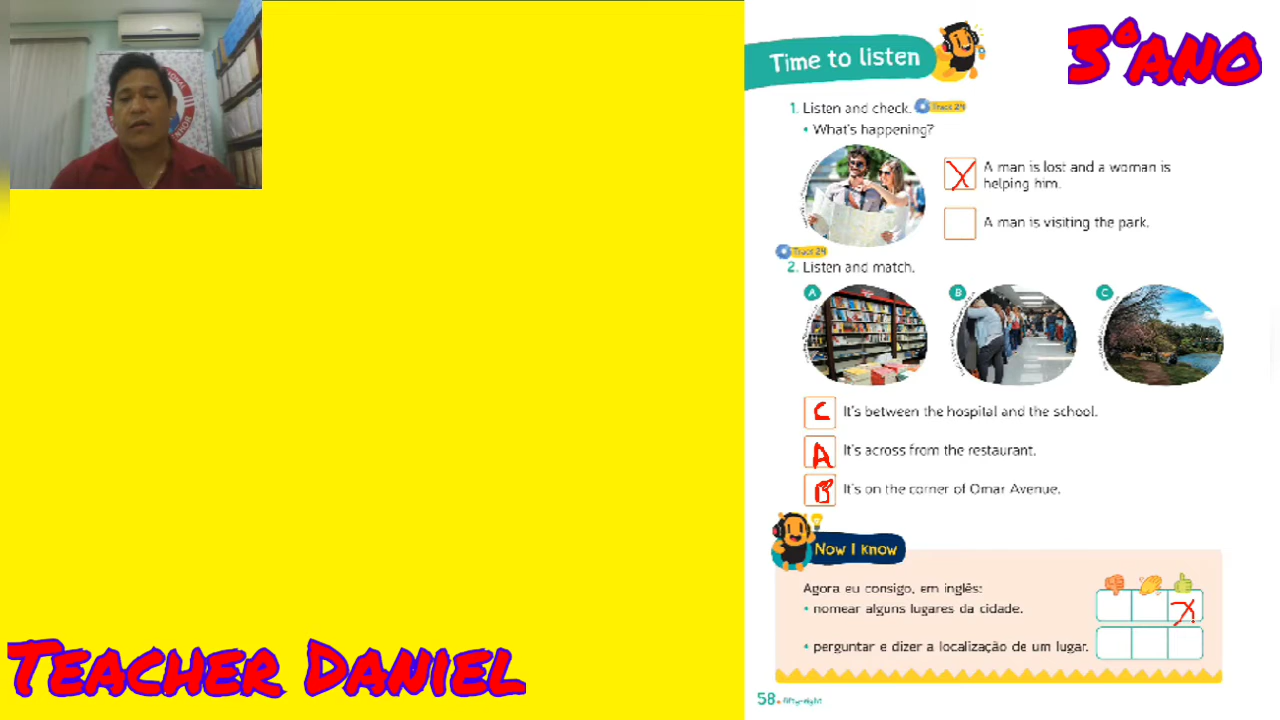 3º ANO
Time to listen
1. Listen and check. Track 24
• What's happening?
X A man is lost and a woman is
helping him.
A man is visiting the park.
Track 24
2. Listen and match.
A B C
C It's between the hospital and the school.
A It's across from the restaurant.
B It's on the corner of Omar Avenue.
Now I know
Agora eu consigo, em inglês:
• nomear alguns lugares da cidade. X
• perguntar e dizer a localização de um lugar.
58 • fifty-eight
TEACHER DANIEL